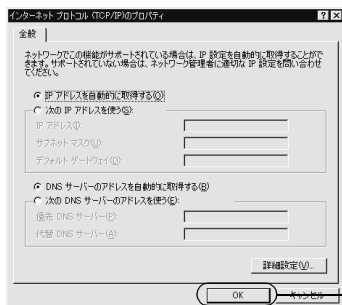 インターネット プロトコル (TCP/IP)のプロパティ
全般
ネットワークでこの機能がサポートされている場合は、IP 設定を自動的に取得することがで
きます。サポートされていない場合は、ネットワーク管理者に適切な IP 設定を問い合わせ
てください。
IP アドレスを自動的に取得する(O)
次の IP アドレスを使う(S):
IP アドレス(I):
サブネット マスク(U):
デフォルト ゲートウェイ(D):
DNS サーバーのアドレスを自動的に取得する(B)
次の DNS サーバーのアドレスを使う(E):
優先 DNS サーバー(P):
代替 DNS サーバー(A):
詳細設定(V)...
OK
キャンセル